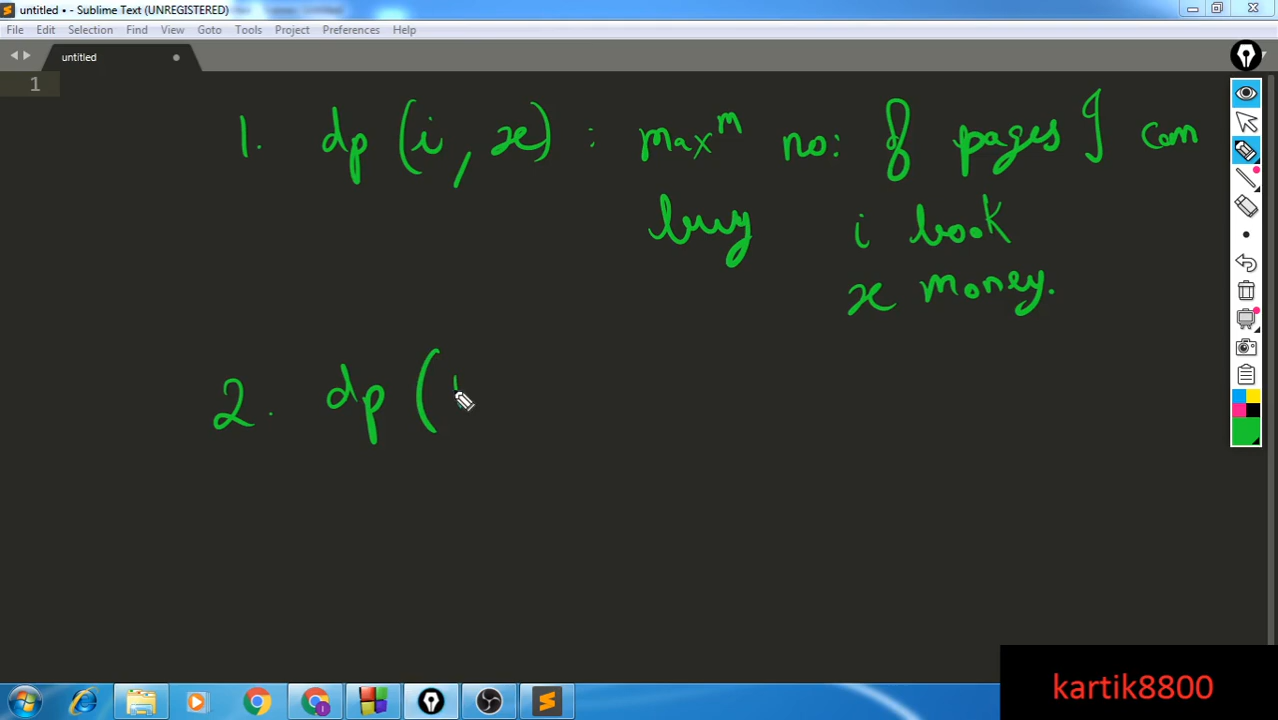 untitled • - Sublime Text (UNREGISTERED)
File Edit Selection Find View Goto Tools Project Preferences Help
untitled
1
1. dp (i, x) : maxᵐ no: of pages I can
buy i book
x money.
2. dp (i
kartik8800